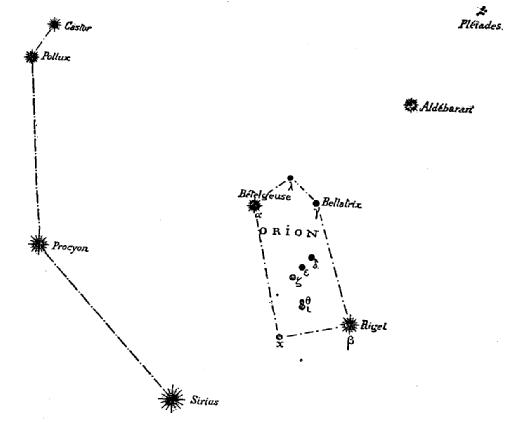 Castor
Pléiades.
Pollux
Aldébaran
λ
Bételgeuse
Bellatrix
α
γ
ORION
Procyon
δ
ε
ζ
θ
ι
Rigel
ϰ
β
Sirius